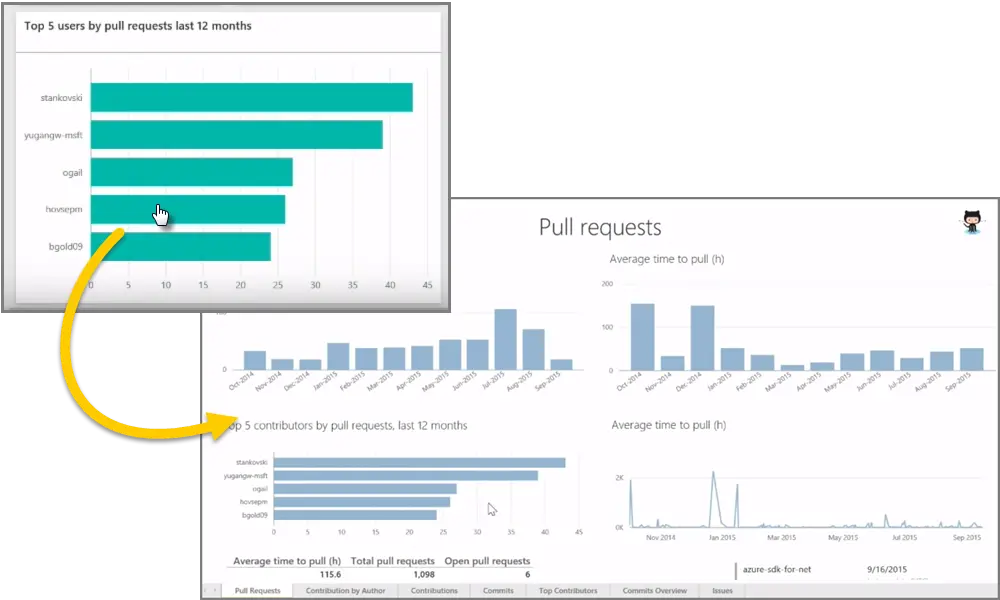 Top 5 users by pull requests last 12 months
stankovski
yugangw-msft
ogail
hovsepm
bgold09
0 5 10 15 20 25 30 35 40 45
Pull requests
Average time to pull (h)
200
100
0
Oct-2014 Nov-2014 Dec-2014 Jan-2015 Feb-2015 Mar-2015 Apr-2015 May-2015 Jun-2015 Jul-2015 Aug-2015 Sep-2015
0
Oct-2014 Nov-2014 Dec-2014 Jan-2015 Feb-2015 Mar-2015 Apr-2015 May-2015 Jun-2015 Jul-2015 Aug-2015 Sep-2015
5 contributors by pull requests, last 12 months
stankovski
yugangw-msft
ogail
hovsepm
bgold09
0 5 10 15 20 25 30 35 40 45
Average time to pull (h)
2K
0K
Nov 2014 Jan 2015 Mar 2015 May 2015 Jul 2015 Sep 2015
Average time to pull (h) Total pull requests Open pull requests
115.6 1,098 6
azure-sdk-for-net 9/16/2015
Pull Requests Contribution by Author Contributions Commits Top Contributors Commits Overview Issues